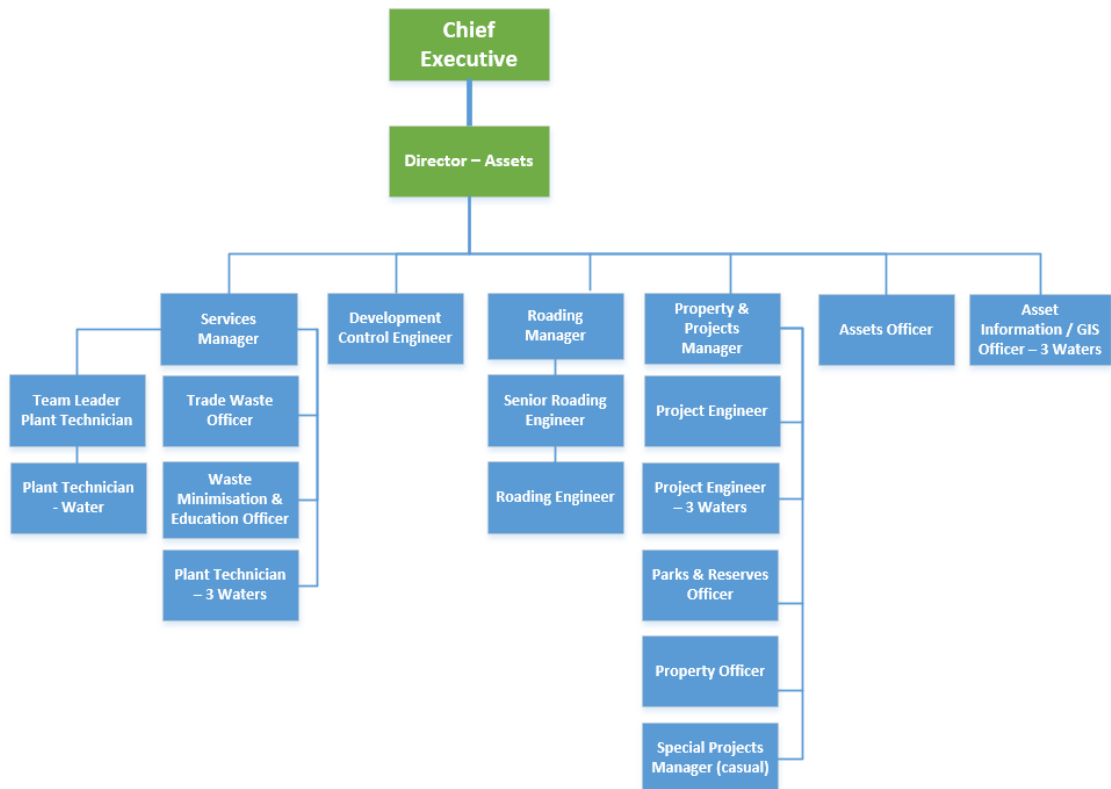 Chief
Executive
Director – Assets
Services
Manager
Development
Control Engineer
Roading
Manager
Property &
Projects
Manager
Assets Officer
Asset
Information / GIS
Officer – 3 Waters
Team Leader
Plant Technician
Trade Waste
Officer
Senior Roading
Engineer
Project Engineer
Plant Technician
- Water
Waste
Minimisation &
Education Officer
Roading Engineer
Project Engineer
– 3 Waters
Plant Technician
– 3 Waters
Parks & Reserves
Officer
Property Officer
Special Projects
Manager (casual)